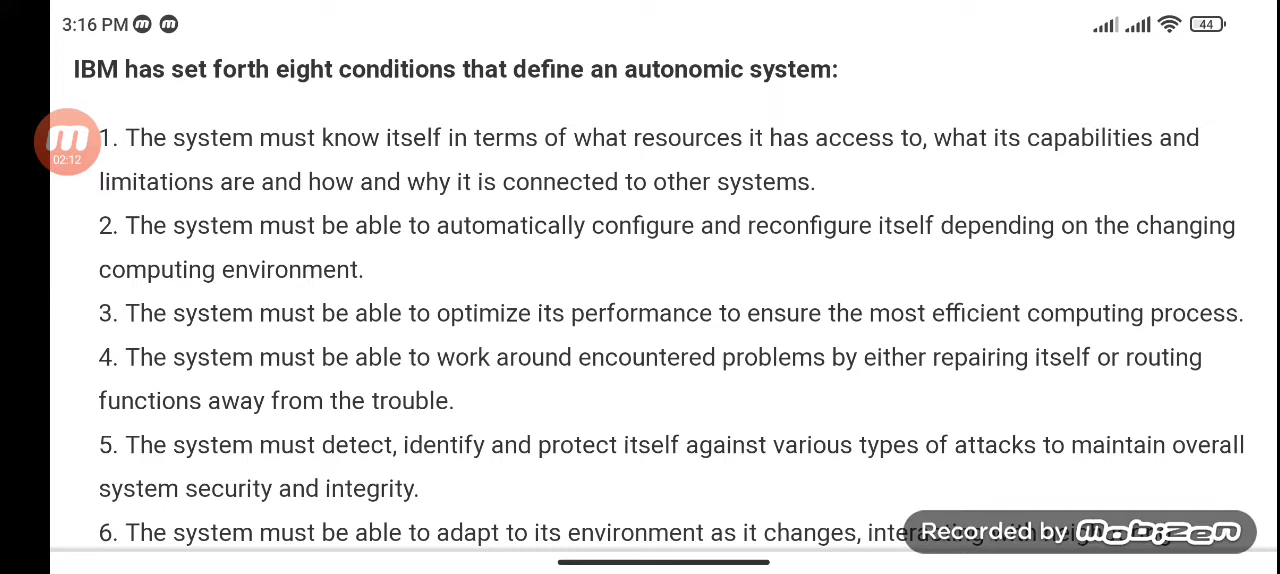 3:16 PM
44
IBM has set forth eight conditions that define an autonomic system:
02:12
1. The system must know itself in terms of what resources it has access to, what its capabilities and
limitations are and how and why it is connected to other systems.
2. The system must be able to automatically configure and reconfigure itself depending on the changing
computing environment.
3. The system must be able to optimize its performance to ensure the most efficient computing process.
4. The system must be able to work around encountered problems by either repairing itself or routing
functions away from the trouble.
5. The system must detect, identify and protect itself against various types of attacks to maintain overall
system security and integrity.
6. The system must be able to adapt to its environment as it changes,
Recorded by mobizen